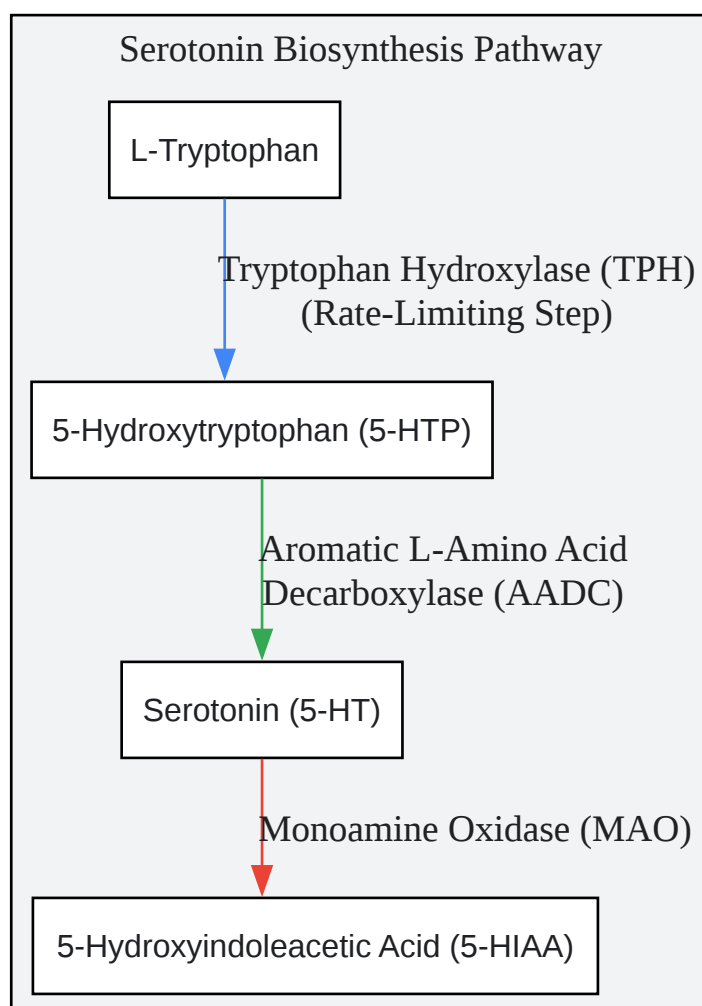 Serotonin Biosynthesis Pathway
L-Tryptophan
Tryptophan Hydroxylase (TPH)
(Rate-Limiting Step)
5-Hydroxytryptophan (5-HTP)
Aromatic L-Amino Acid
Decarboxylase (AADC)
Serotonin (5-HT)
Monoamine Oxidase (MAO)
5-Hydroxyindoleacetic Acid (5-HIAA)